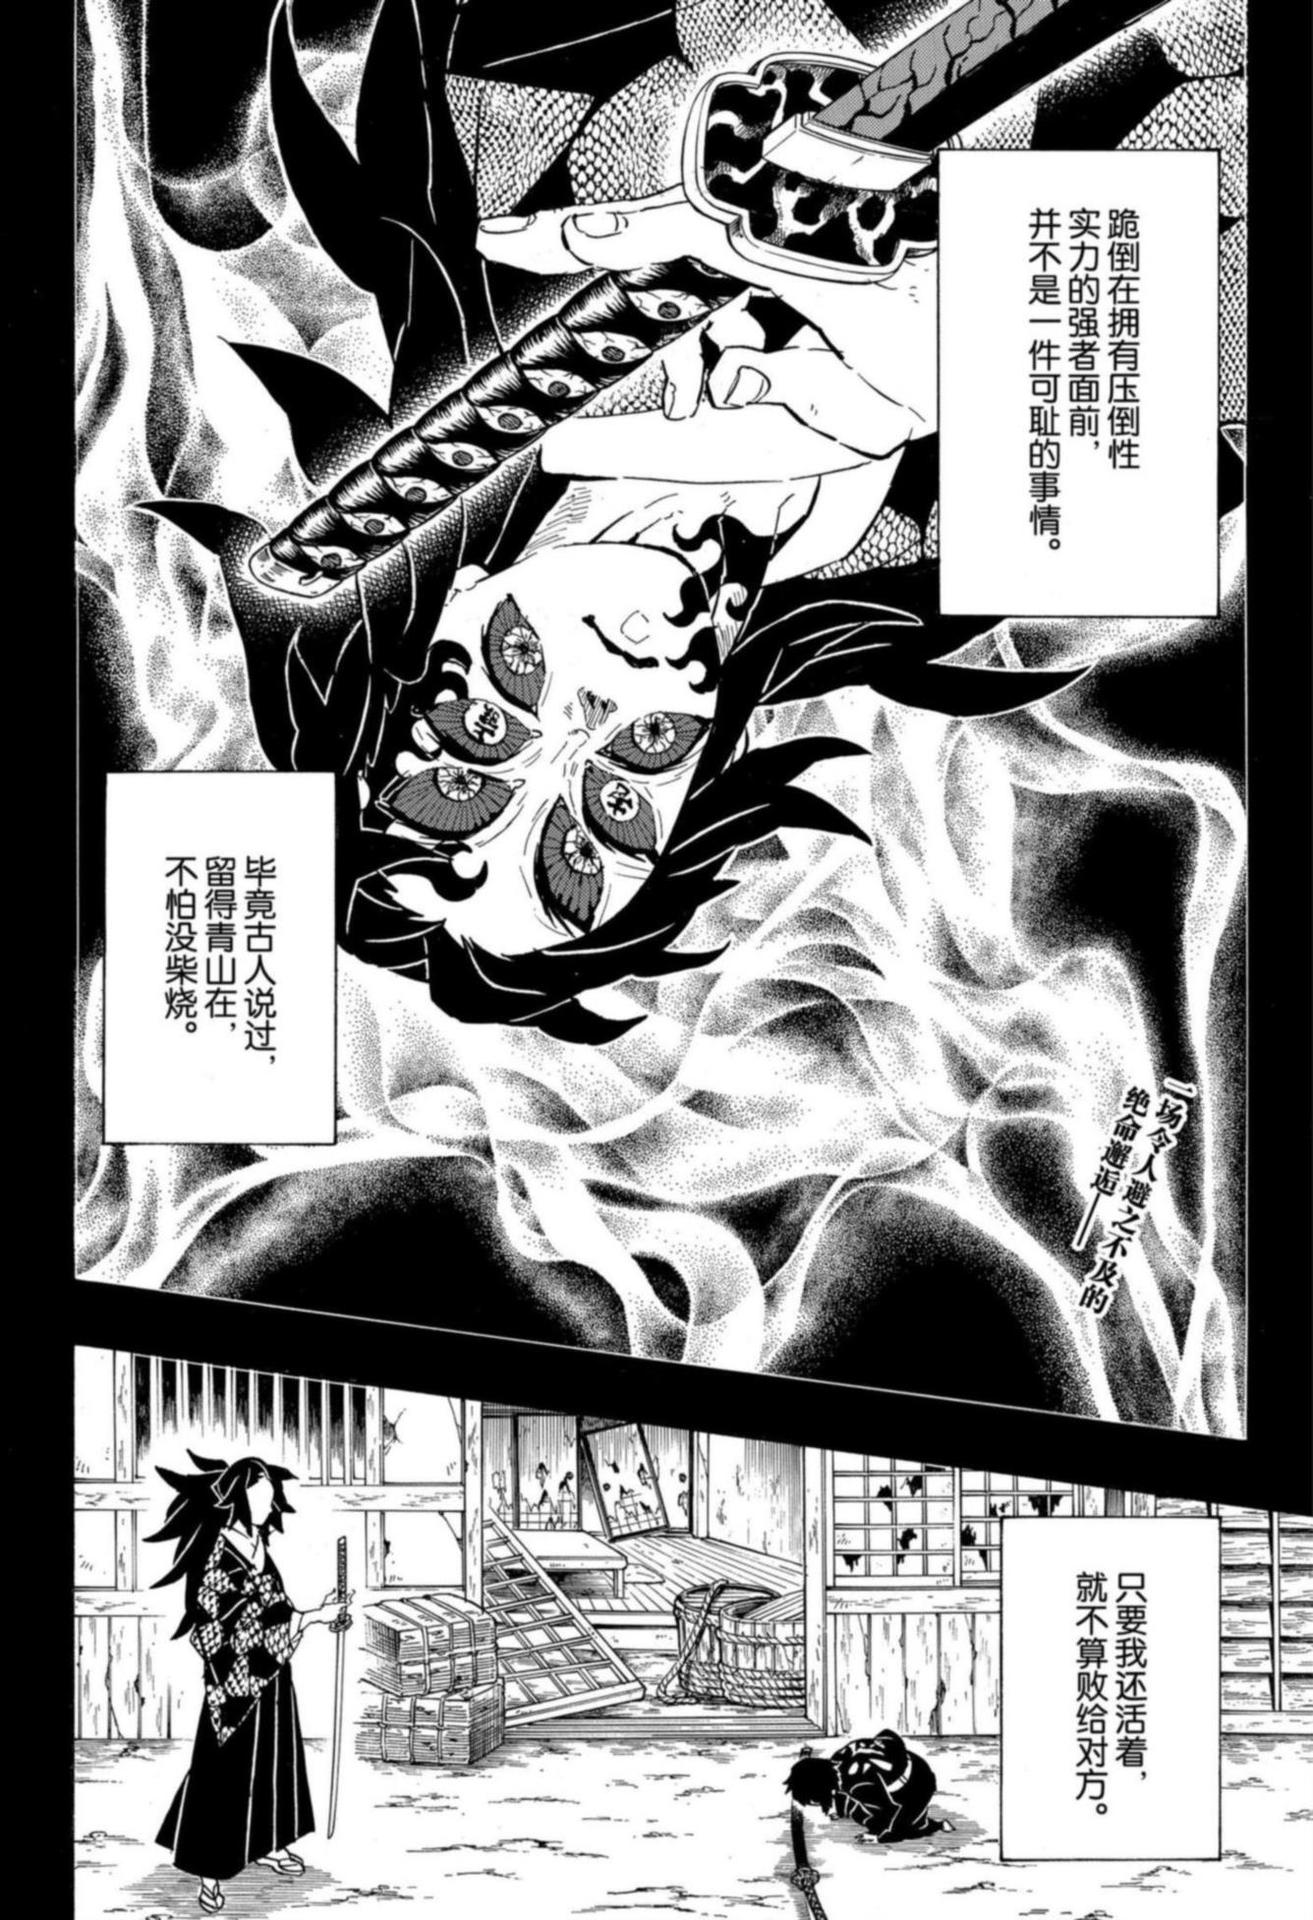 跪倒在拥有压倒性
实力的强者面前，
并不是一件可耻的事情。
毕竟古人说过，
留得青山在，
不怕没柴烧。
一场令人避之不及的
绝命邂逅——
只要我还活着，
就不算败给对方。